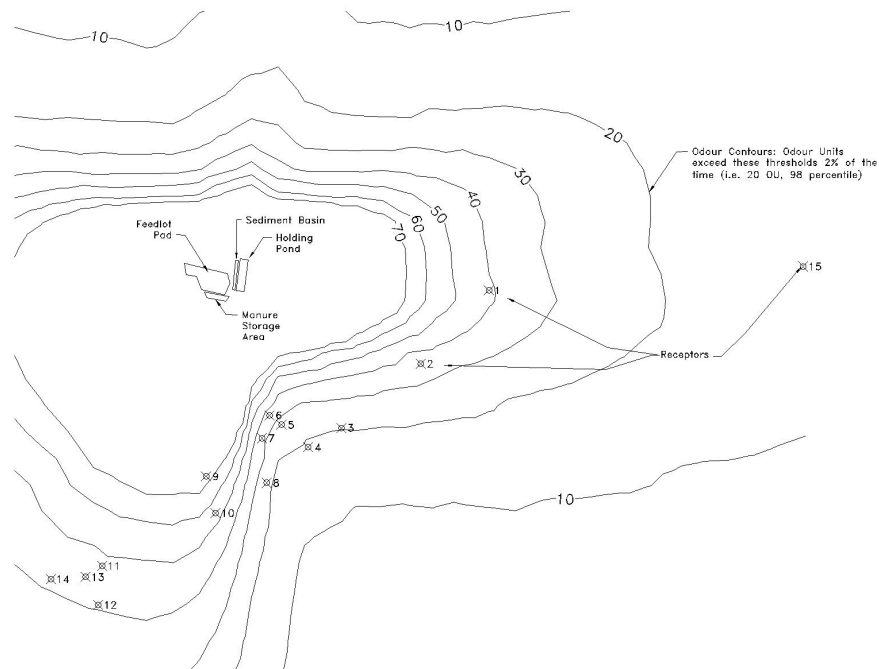 10
10
20
Odour Contours: Odour Units
exceed these thresholds 2% of the
time (i.e. 20 OU, 98 percentile)
30
40
50
60
70
Sediment Basin
Feedlot
Pad
Holding
Pond
Manure
Storage
Area
15
1
Receptors
2
6
5
3
7
4
9
8
10
10
11
14
13
12